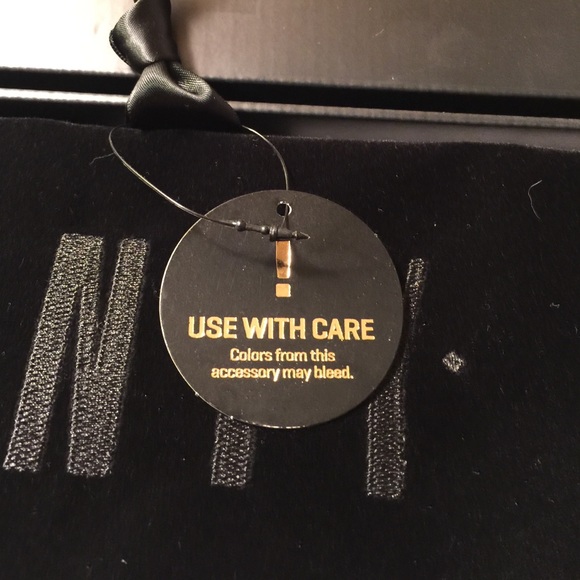 !
USE WITH CARE
Colors from this
accessory may bleed.